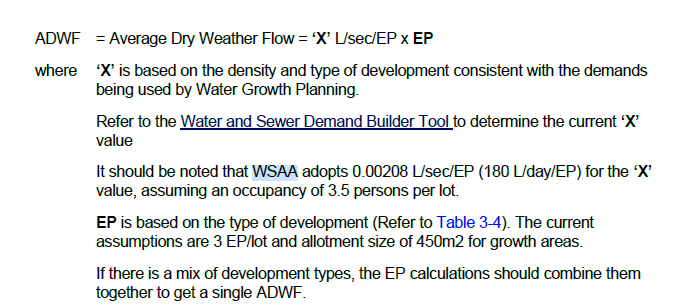 ADWF = Average Dry Weather Flow = ‘X’ L/sec/EP x EP
where ‘X’ is based on the density and type of development consistent with the demands
being used by Water Growth Planning.
Refer to the Water and Sewer Demand Builder Tool to determine the current ‘X’
value
It should be noted that WSAA adopts 0.00208 L/sec/EP (180 L/day/EP) for the ‘X’
value, assuming an occupancy of 3.5 persons per lot.
EP is based on the type of development (Refer to Table 3-4). The current
assumptions are 3 EP/lot and allotment size of 450m2 for growth areas.
If there is a mix of development types, the EP calculations should combine them
together to get a single ADWF.